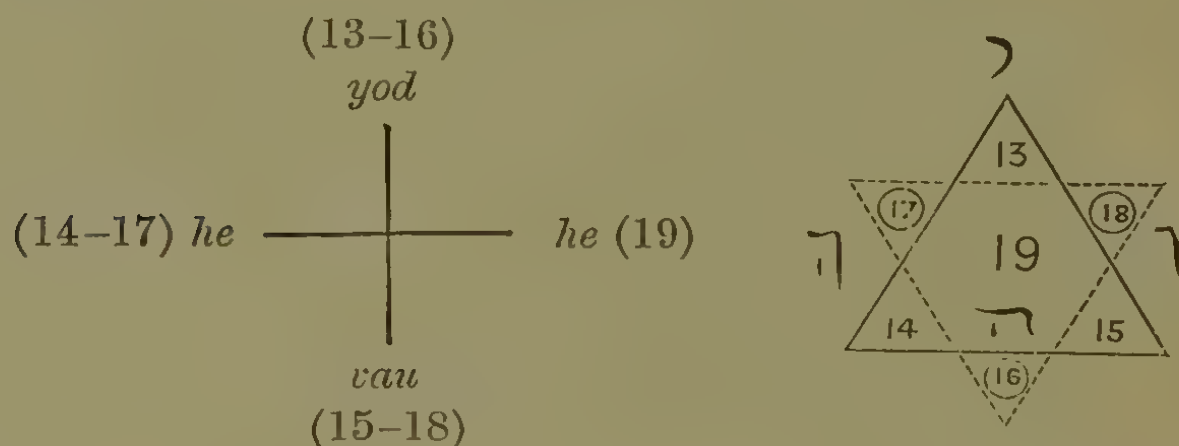 (13–16)
yod
(14–17) he
he (19)
vau
(15–18)
י
13
17
18
ה
19
ו
14
ה
15
(16)